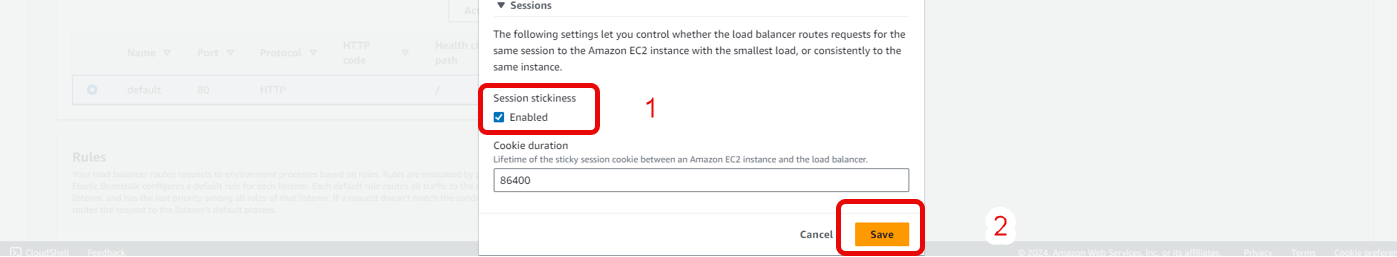 Sessions
The following settings let you control whether the load balancer routes requests for the
same session to the Amazon EC2 instance with the smallest load, or consistently to the
same instance.
Name Port Protocol HTTP code Health
path
default 80 HTTP /
Session stickiness
Enabled
1
Cookie duration
Lifetime of the sticky session cookie between an Amazon EC2 instance and the load balancer.
86400
Rules
Your load balancer routes requests to environment processes based on rules. Rules are evaluated by
Elastic Beanstalk configures a default rule for each listener. Each default rule routes all traffic to the
listener, and has the last priority among all rules of that listener. If a request doesn't match the
routes the request to the listener's default process.
Cancel
Save
2
CloudShell Feedback
© 2024, Amazon Web Services, Inc. or its affiliates. Privacy Terms Cookie